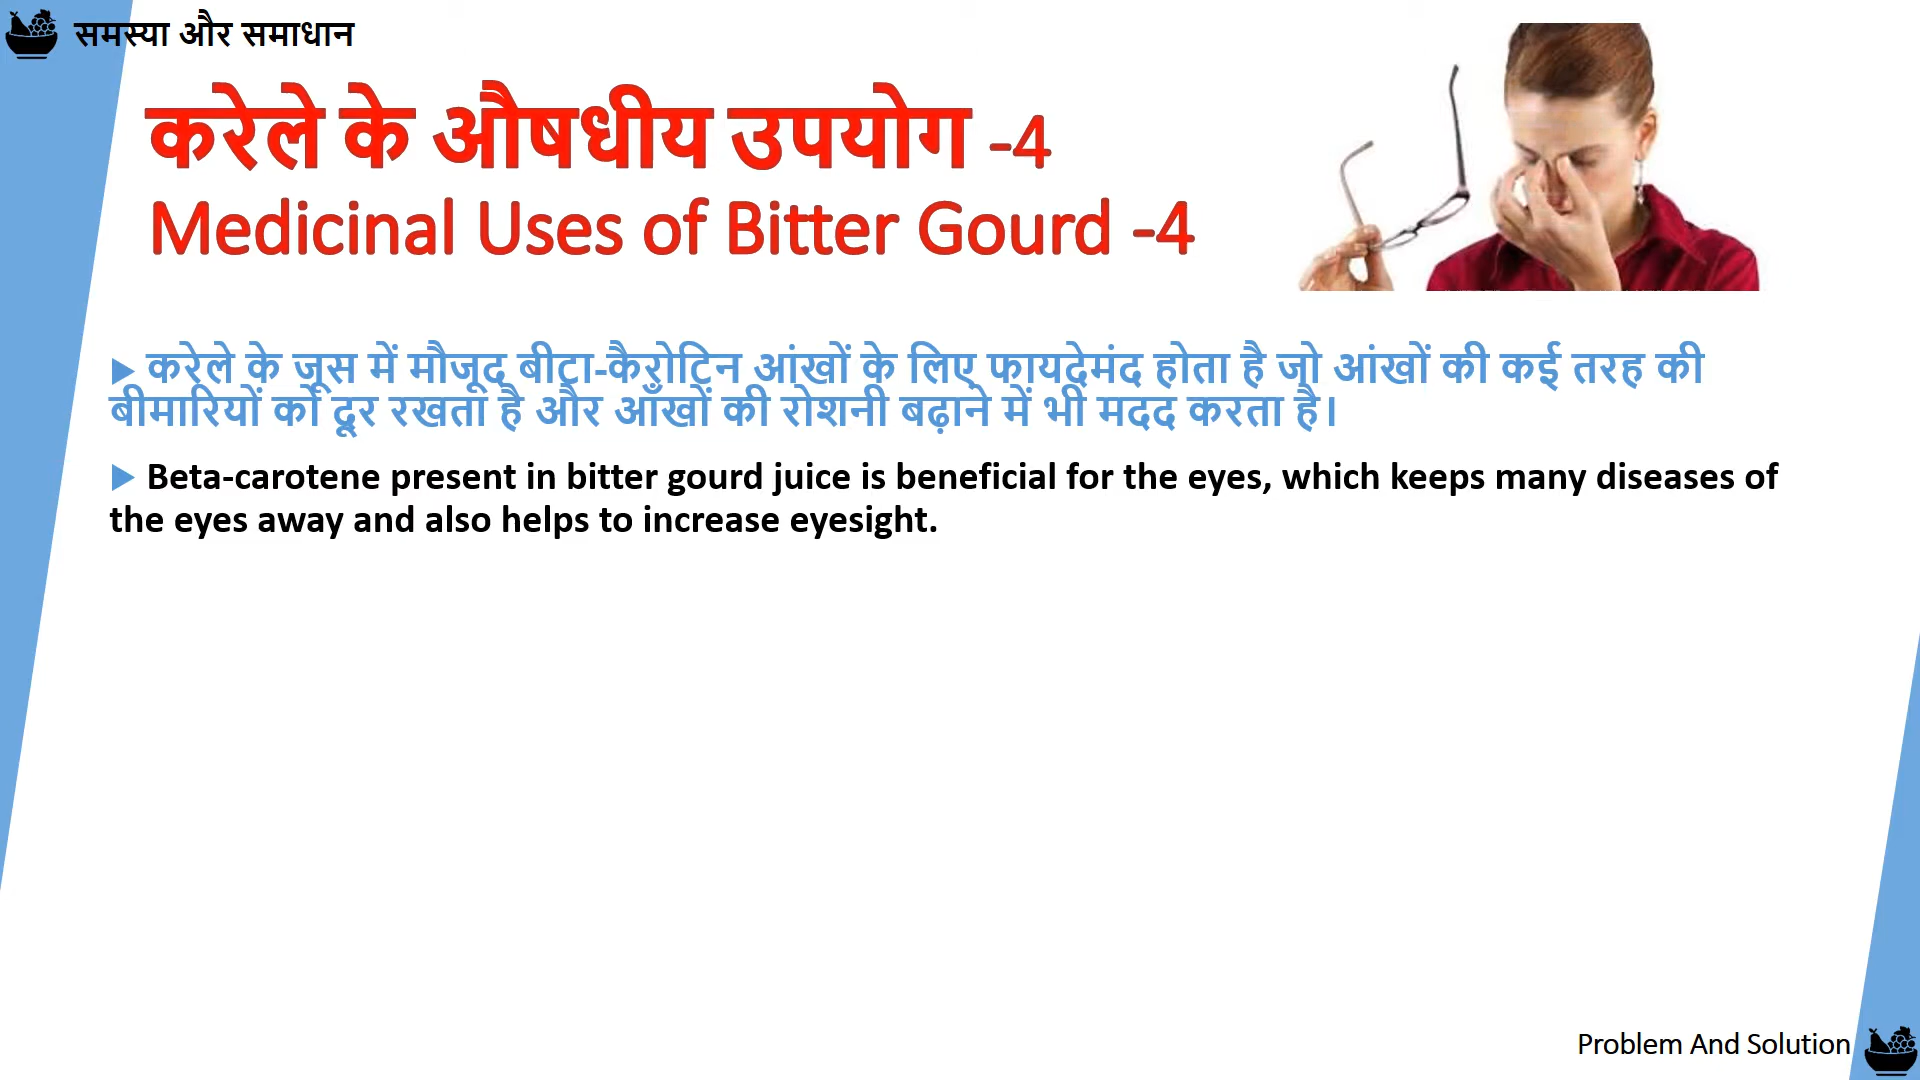 समस्या और समाधान
करेले के औषधीय उपयोग -4
Medicinal Uses of Bitter Gourd -4
करेले के जूस में मौजूद बीटा-कैरोटिन आंखों के लिए फायदेमंद होता है जो आंखों की कई तरह की
बीमारियों को दूर रखता है और आँखों की रोशनी बढ़ाने में भी मदद करता है।
Beta-carotene present in bitter gourd juice is beneficial for the eyes, which keeps many diseases of
the eyes away and also helps to increase eyesight.
Problem And Solution